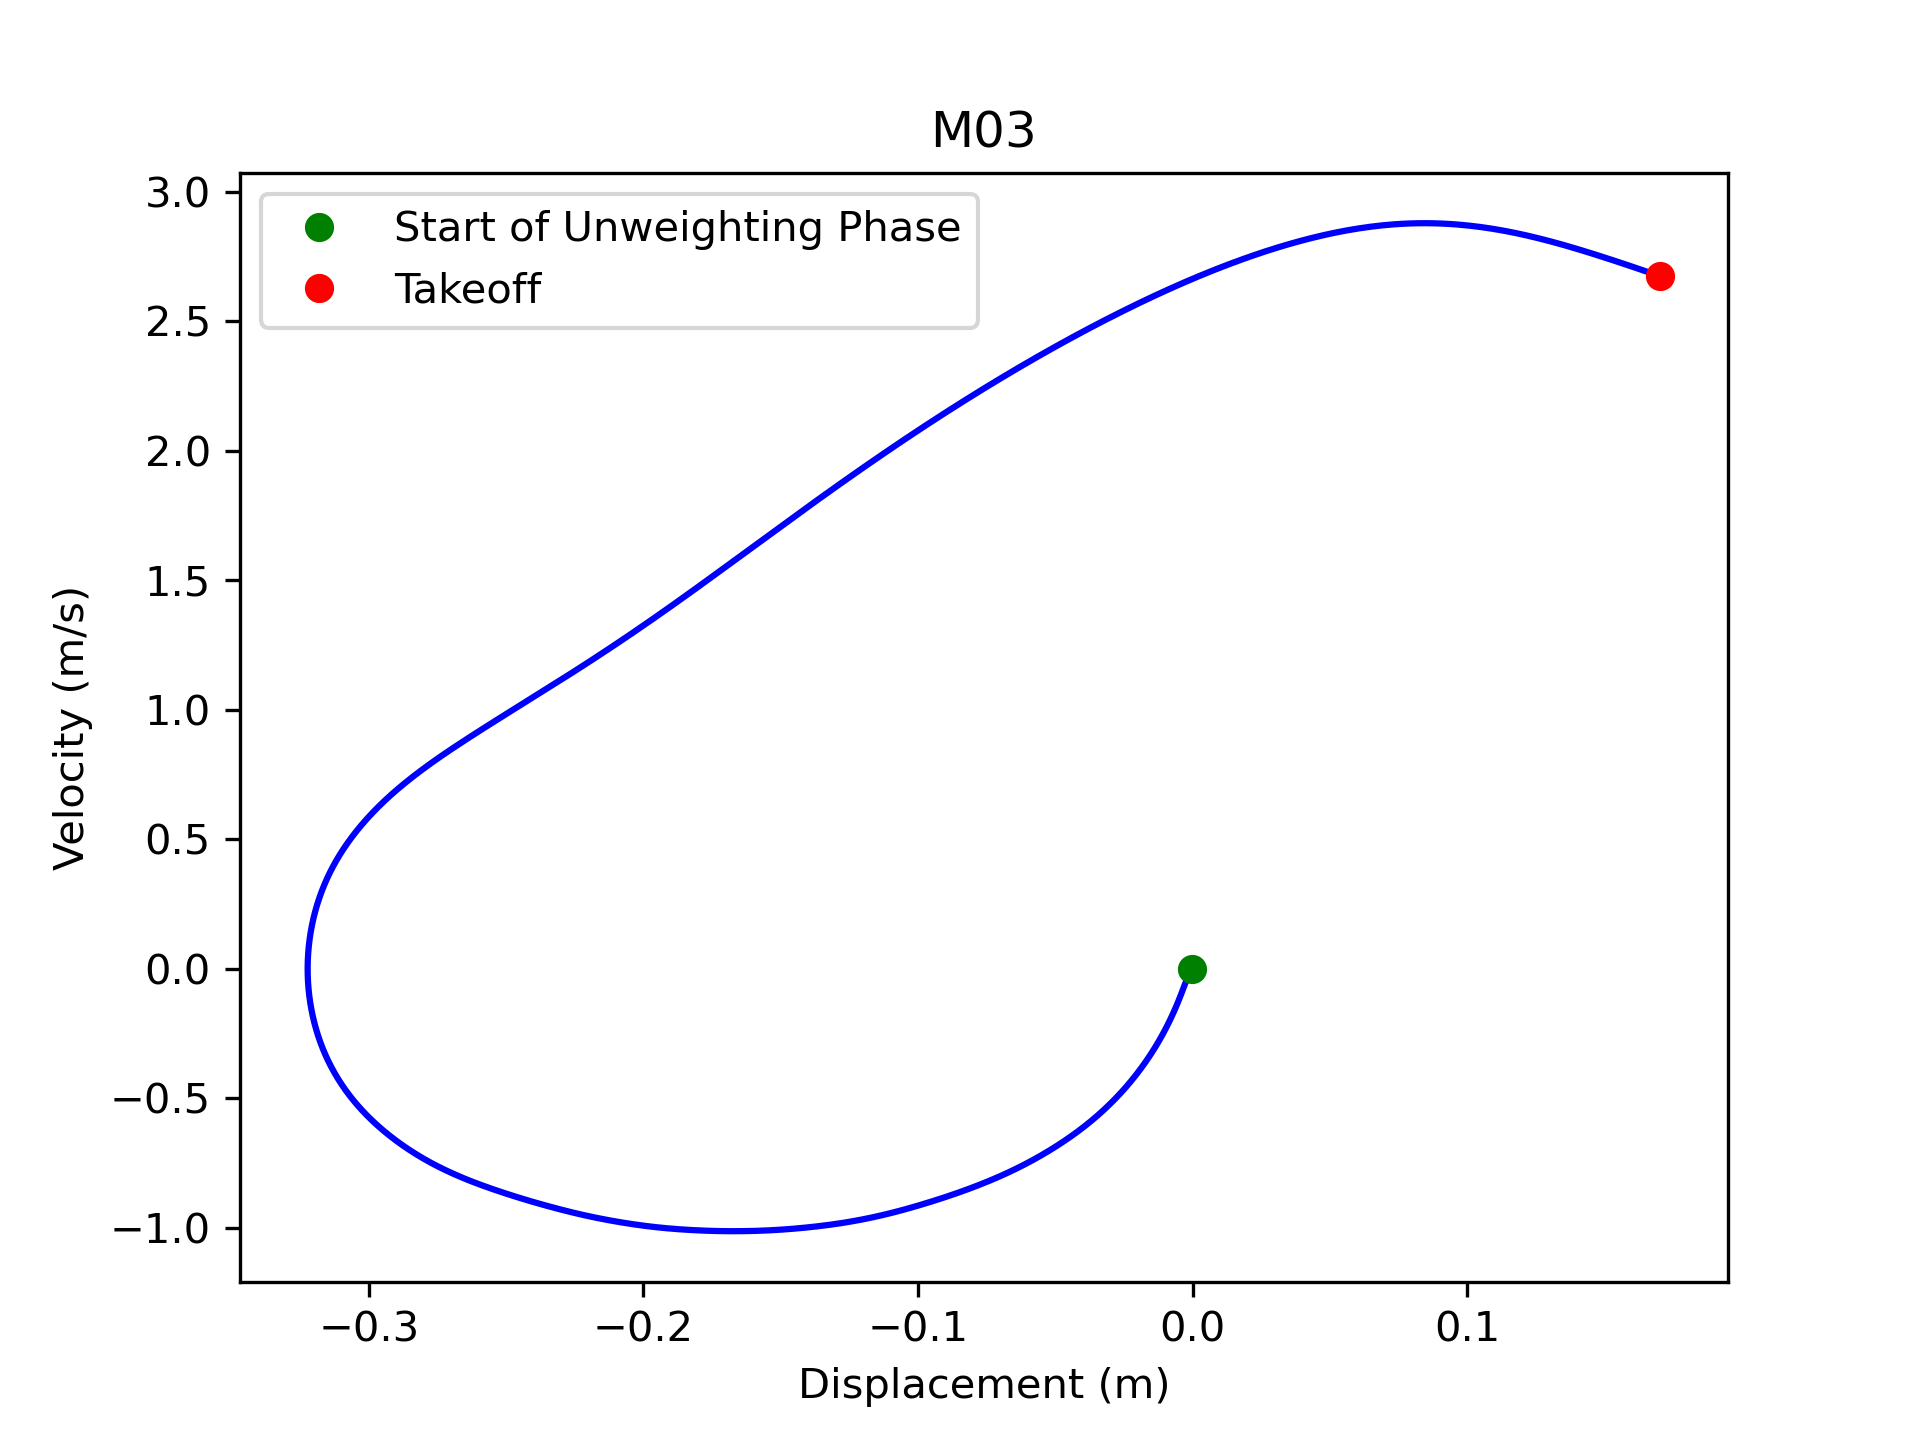 M03
Start of Unweighting Phase
Takeoff
3.0
2.5
2.0
1.5
1.0
0.5
0.0
−0.5
−1.0
Velocity (m/s)
−0.3 −0.2 −0.1 0.0 0.1
Displacement (m)